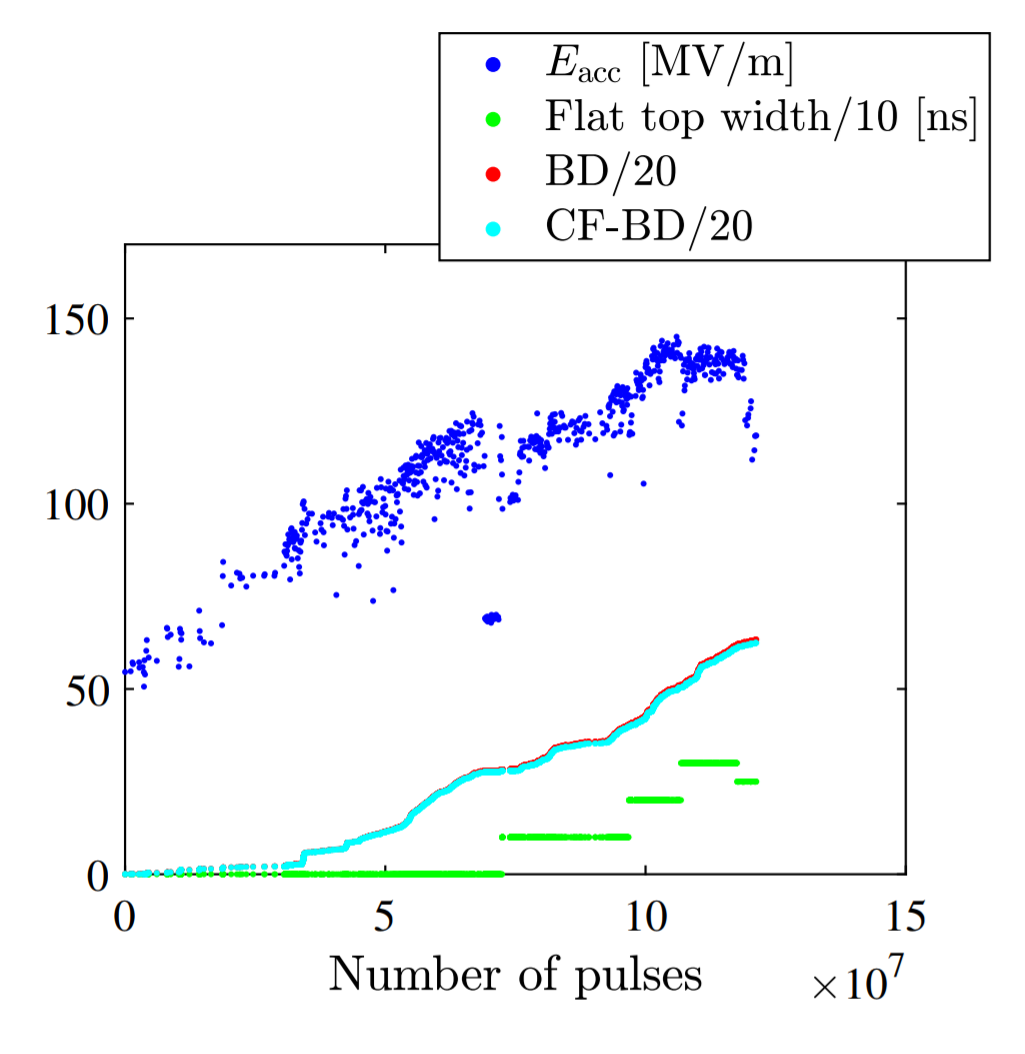 E_acc [MV/m]
Flat top width/10 [ns]
BD/20
CF-BD/20
150
100
50
0
0 5 10 15
Number of pulses ×10^7